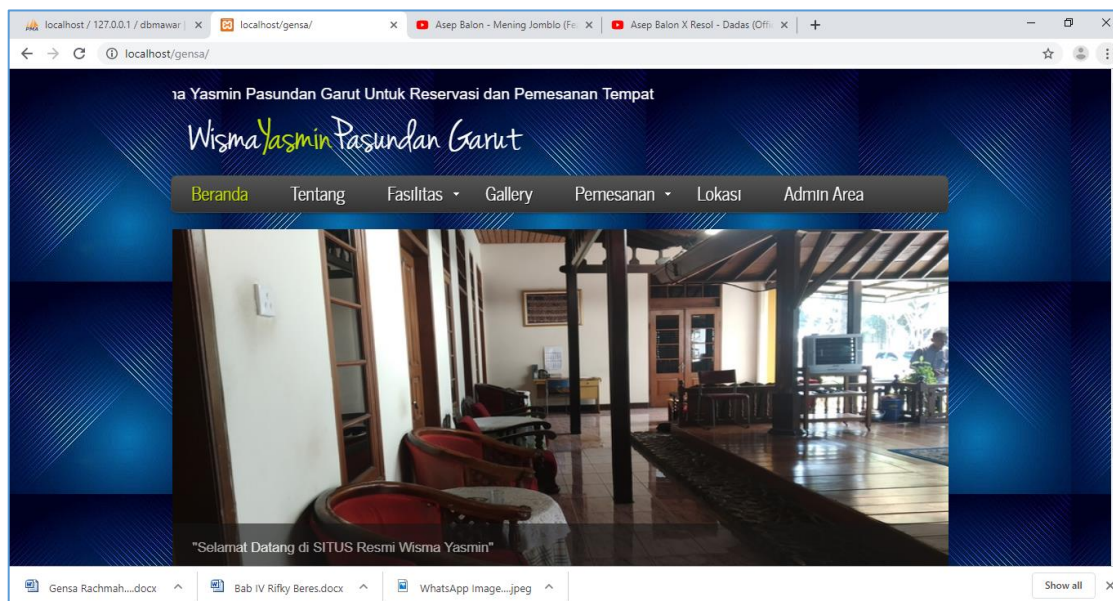 localhost / 127.0.0.1 / dbmawar |
localhost/gensa/
Asep Balon - Mening Jomblo (Fe
Asep Balon X Resol - Dadas (Offi
localhost/gensa/
Yasmin Pasundan Garut Untuk Reservasi dan Pemesanan Tempat
WismaYasminPasundan Garut
Beranda Tentang Fasilitas Gallery Pemesanan Lokasi Admin Area
"Selamat Datang di SITUS Resmi Wisma Yasmin"
Gensa Rachmah....docx Bab IV Rifky Beres.docx WhatsApp Image....jpeg Show all